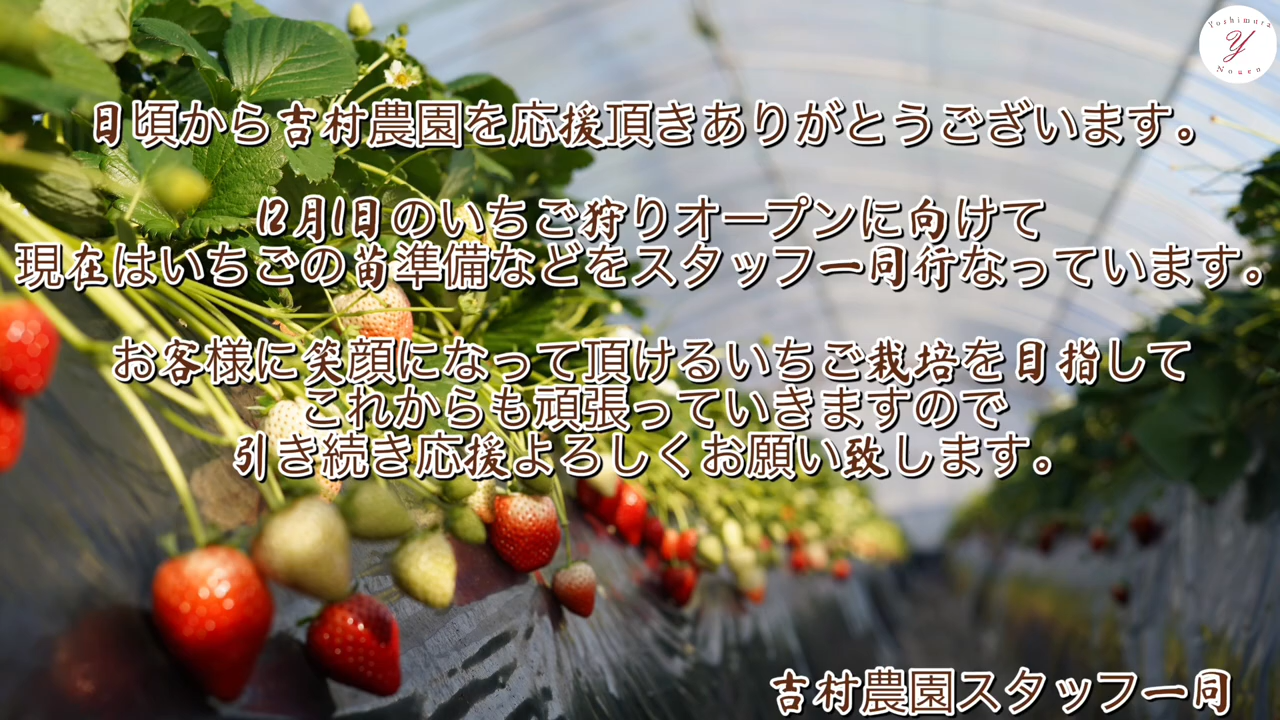 Yoshimura
Y
Nouen
日頃から吉村農園を応援頂きありがとうございます。
12月1日のいちご狩りオープンに向けて
現在はいちごの苗準備などをスタッフ一同行なっています。
お客様に笑顔になって頂けるいちご栽培を目指して
これからも頑張っていきますので
引き続き応援よろしくお願い致します。
吉村農園スタッフ一同